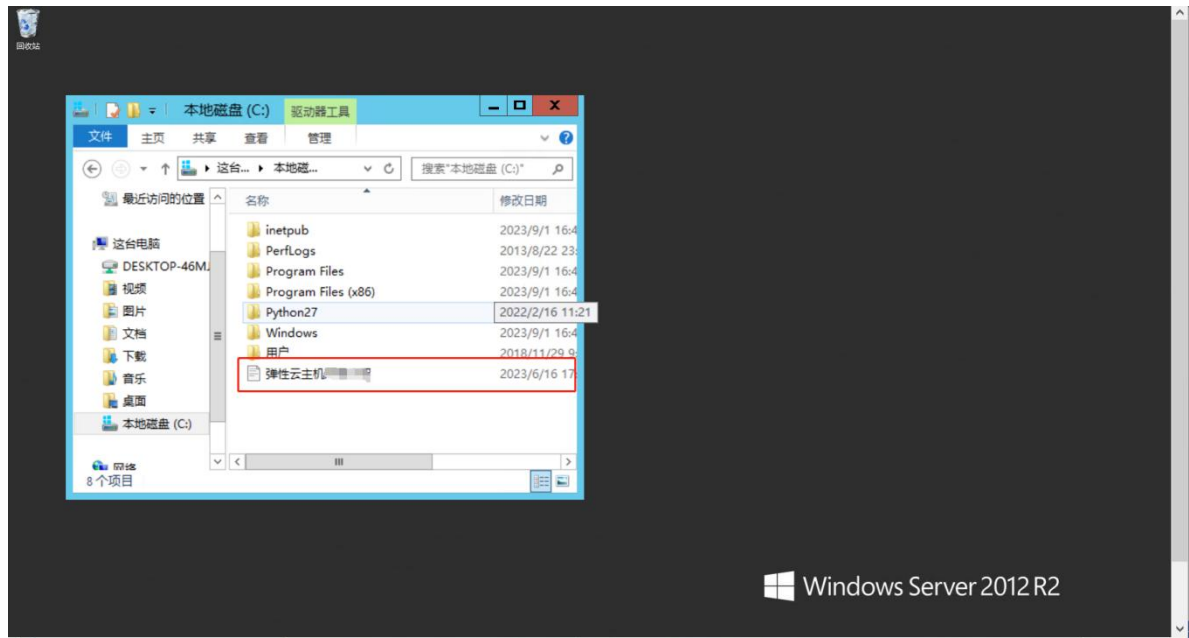 回收站
本地磁盘 (C:) 驱动器工具
文件 主页 共享 查看 管理
这台... 本地磁... 搜索"本地磁盘 (C:)"
最近访问的位置
这台电脑
DESKTOP-46M
视频
图片
文档
下载
音乐
桌面
本地磁盘 (C:)
网络
名称 修改日期
inetpub 2023/9/1 16:4
PerfLogs 2013/8/22 23:
Program Files 2023/9/1 16:4
Program Files (x86) 2023/9/1 16:4
Python27 2022/2/16 11:21
Windows 2023/9/1 16:4
用户 2018/11/29 9:
弹性云主机 2023/6/16 17:
8 个项目
Windows Server 2012 R2